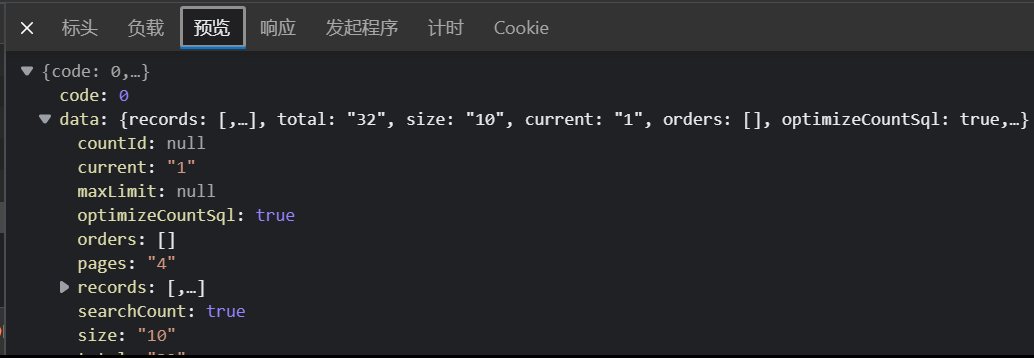 标头 负载 预览 响应 发起程序 计时 Cookie
{code: 0,…}
code: 0
data: {records: [,…], total: "32", size: "10", current: "1", orders: [], optimizeCountSql: true,…}
countId: null
current: "1"
maxLimit: null
optimizeCountSql: true
orders: []
pages: "4"
records: [,…]
searchCount: true
size: "10"